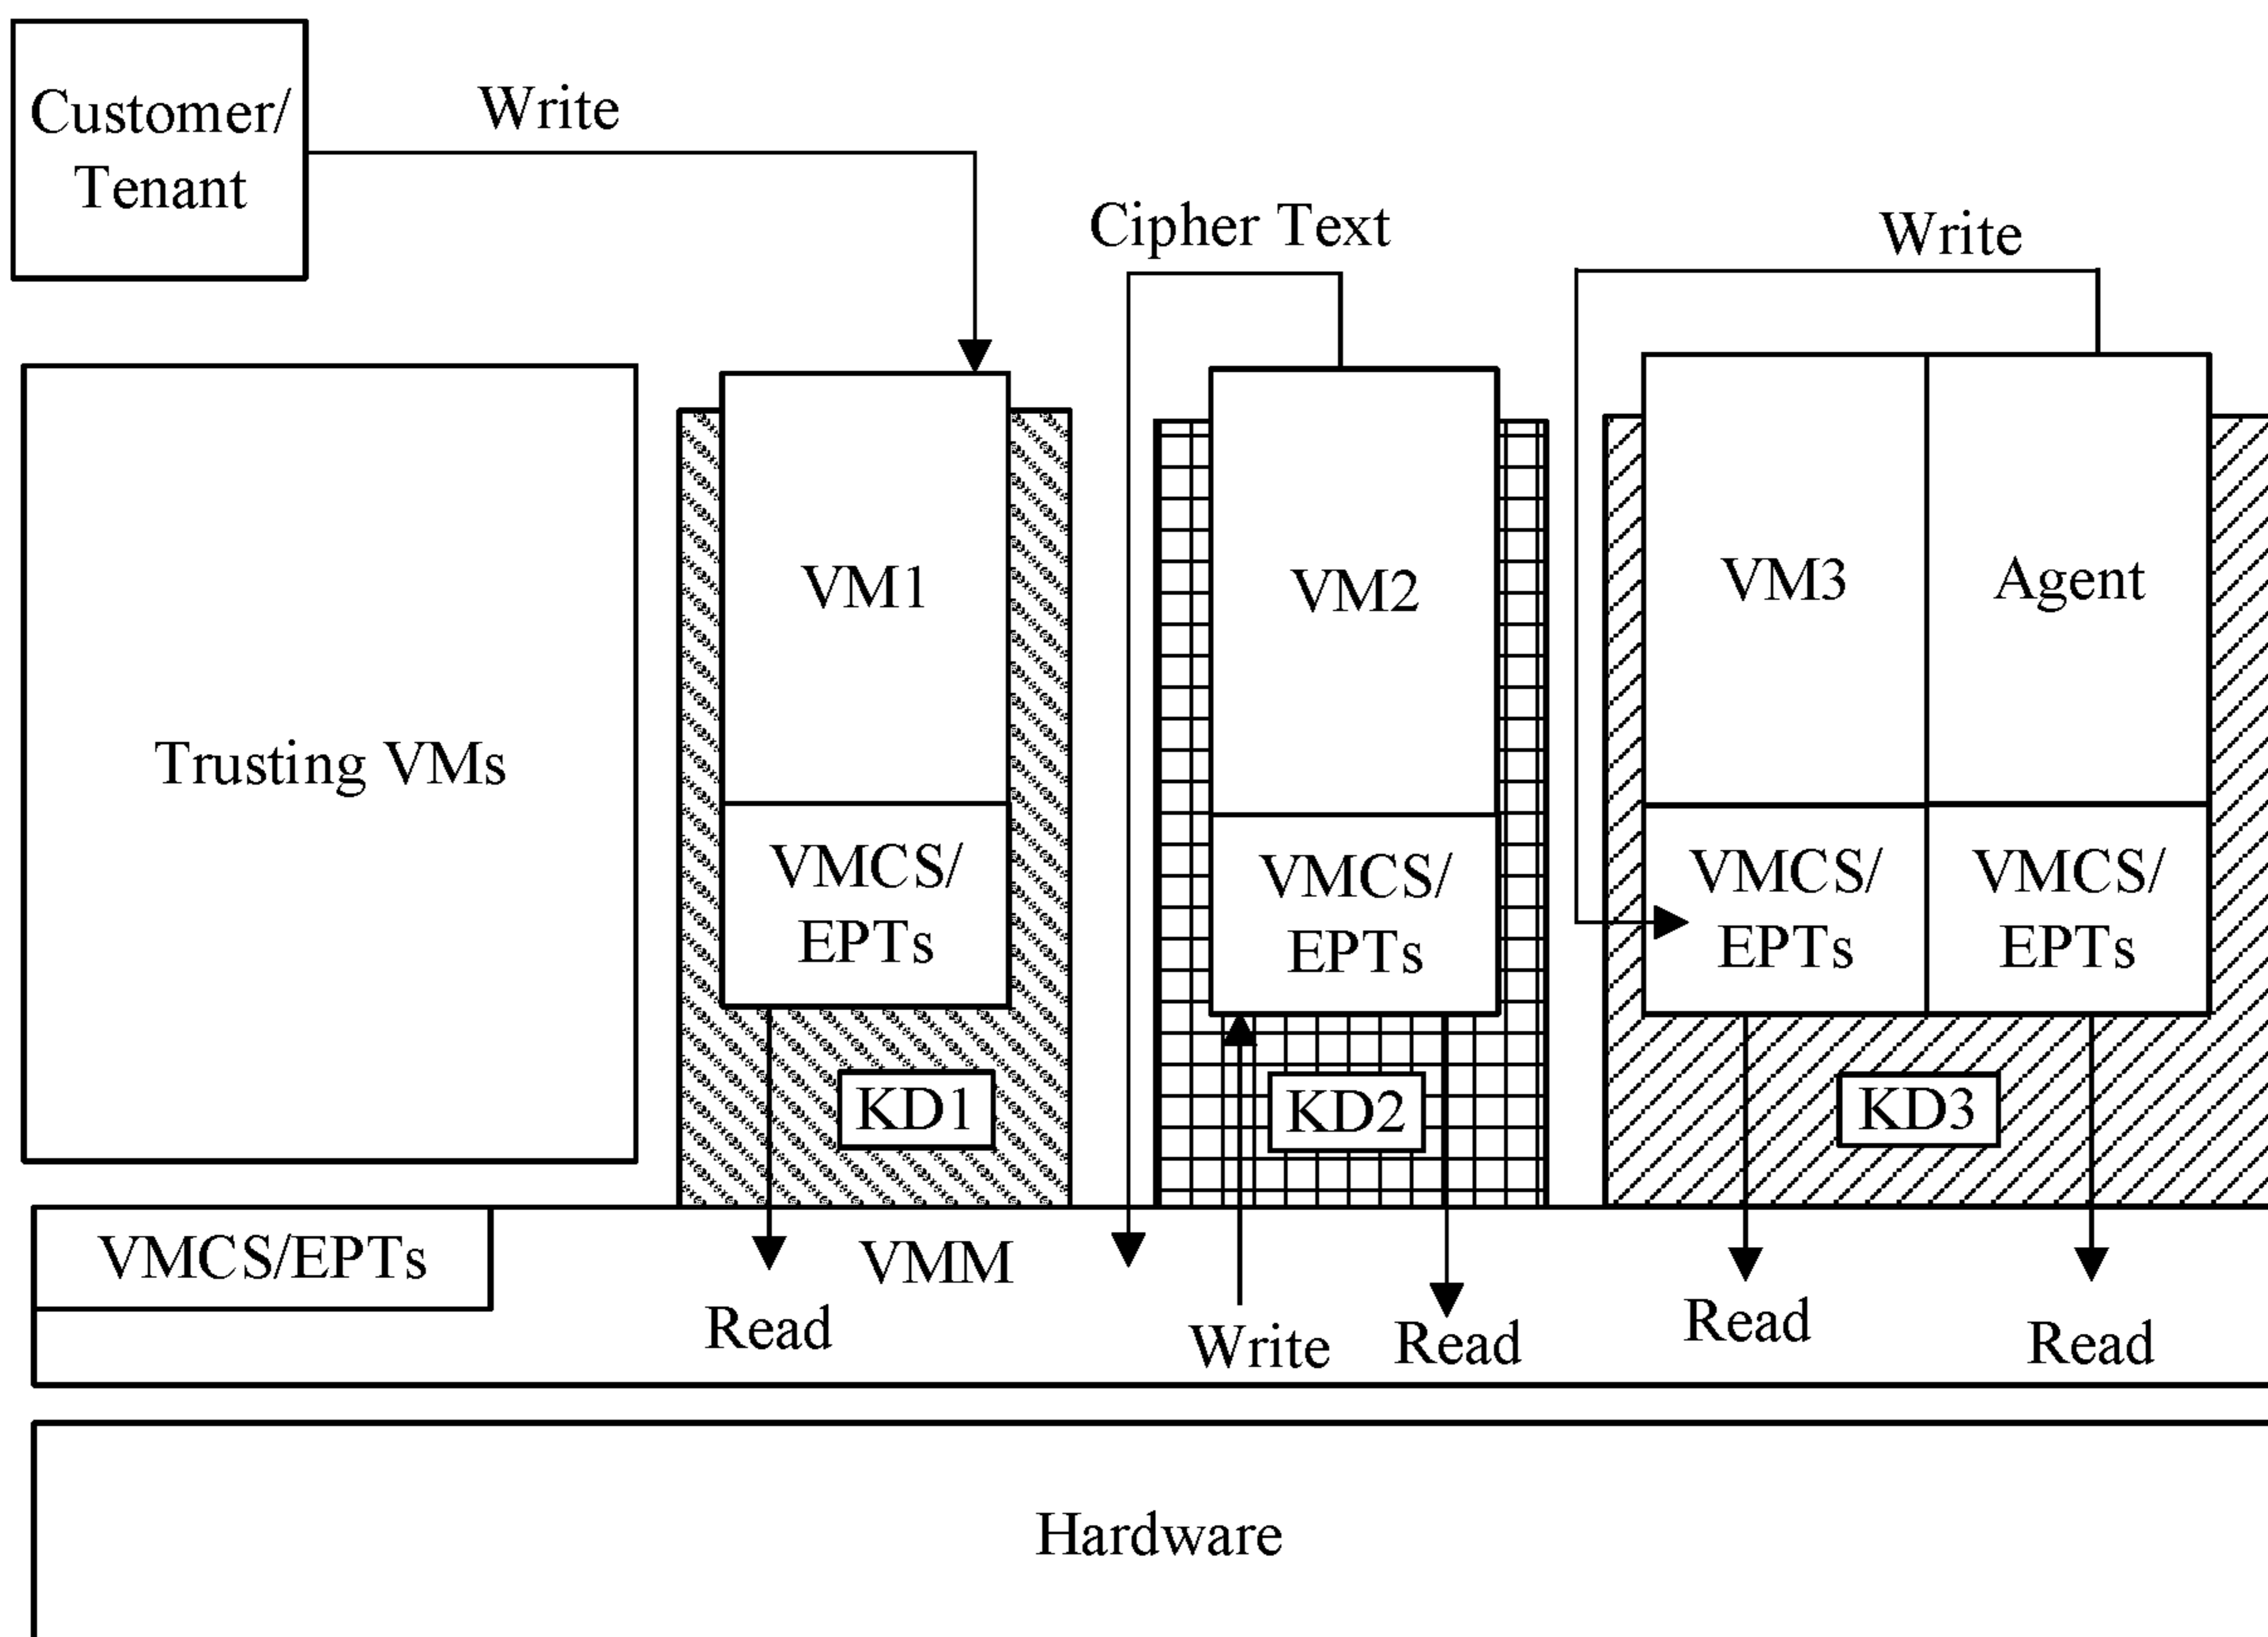 Customer/
Tenant
Write
Cipher Text
Write
Trusting VMs
VM1
VMCS/
EPTs
KD1
VM2
VMCS/
EPTs
KD2
VM3
Agent
VMCS/
EPTs
VMCS/
EPTs
KD3
VMCS/EPTs
VMM
Read
Write
Read
Read
Read
Hardware